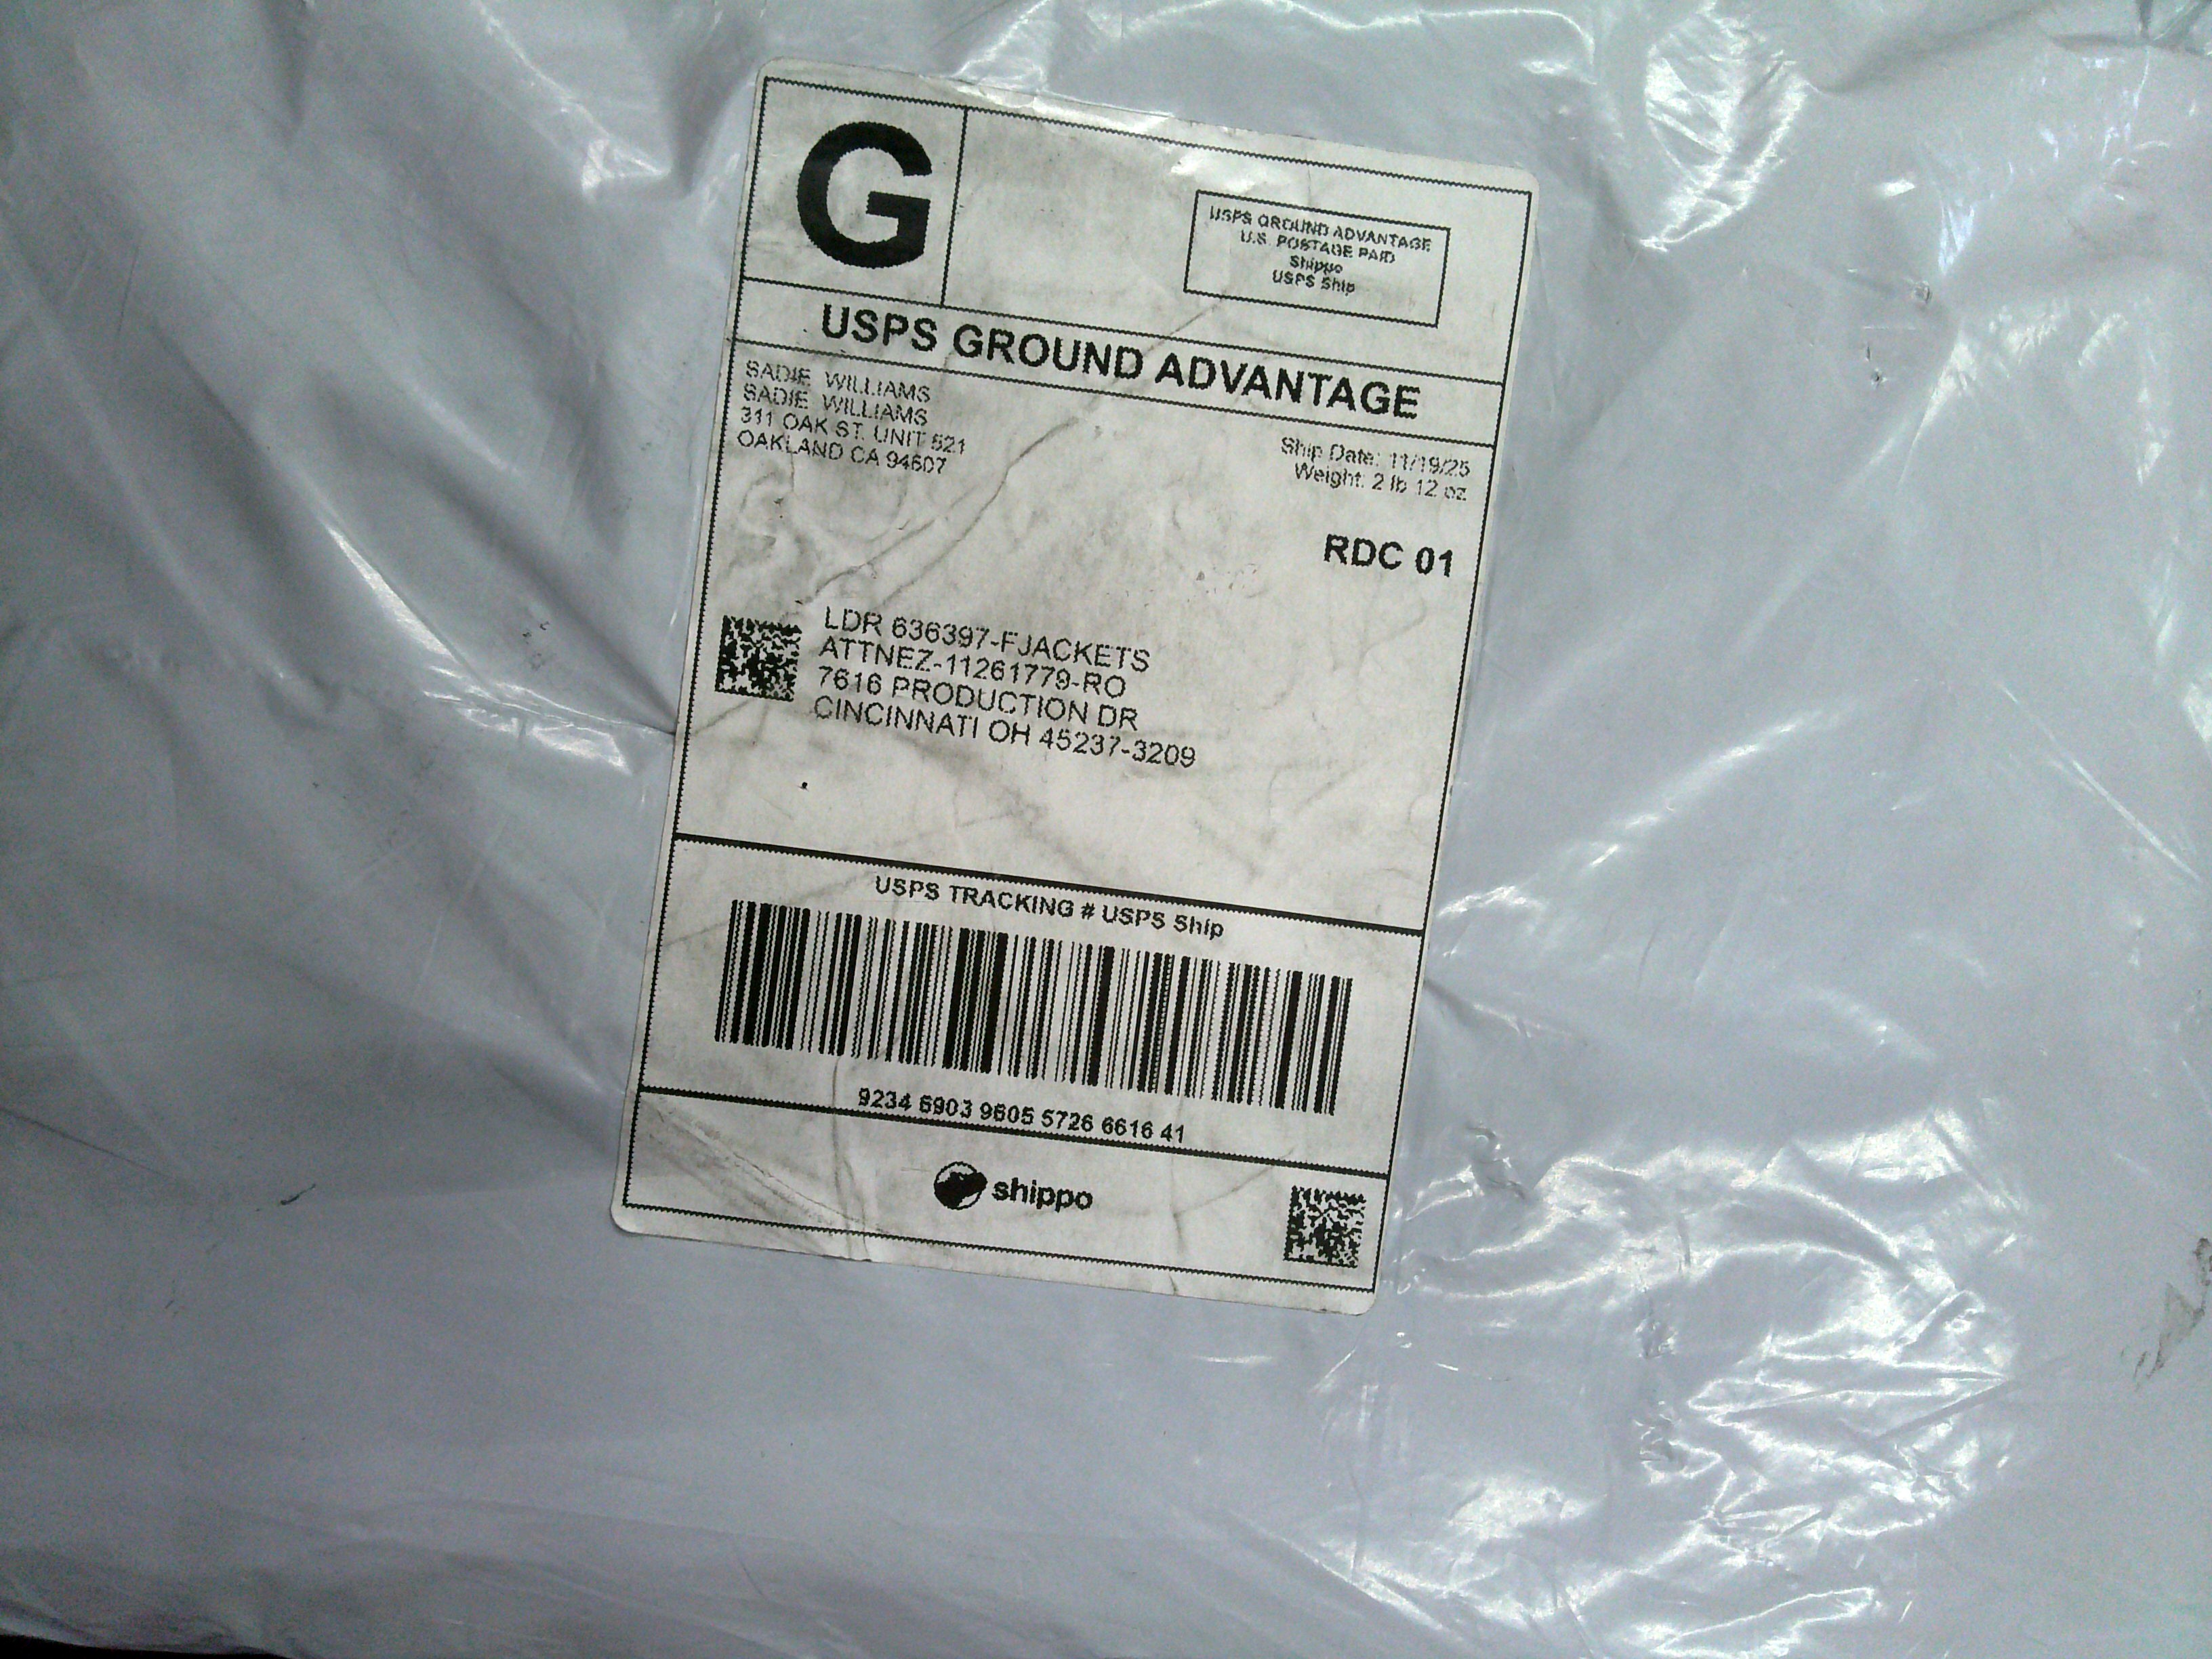 G
USPS GROUND ADVANTAGE
U.S. POSTAGE PAID
Shippo
USPS Ship
USPS GROUND ADVANTAGE
SADIE WILLIAMS
SADIE WILLIAMS
311 OAK ST. UNIT 521
OAKLAND CA 94607
Ship Date: 11/19/25
Weight: 2 lb 12 oz
RDC 01
LDR 636397-FJACKETS
ATTNEZ-11261779-RO
7616 PRODUCTION DR
CINCINNATI OH 45237-3209
USPS TRACKING # USPS Ship
9234 6903 9605 5726 6616 41
shippo